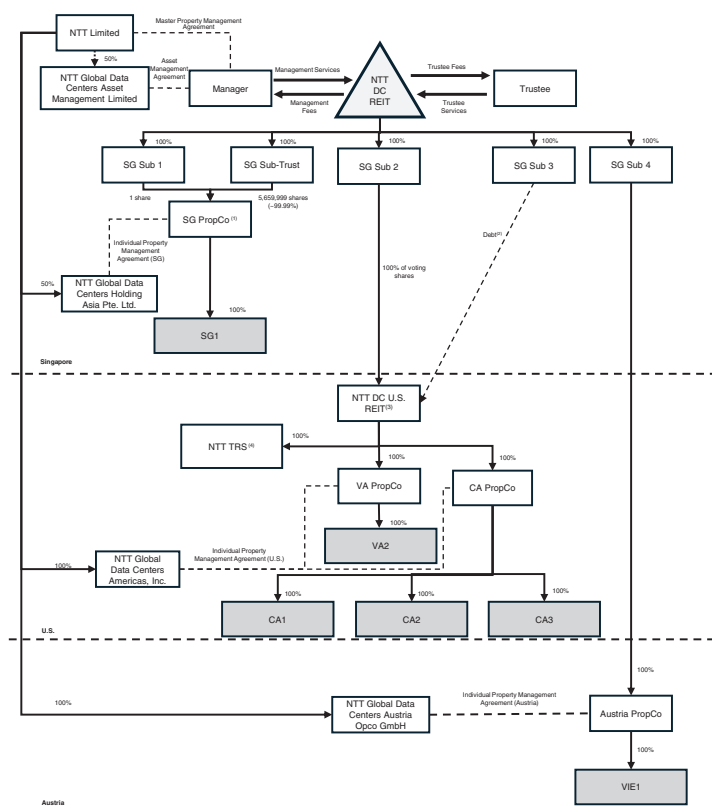 Master Property Management
Agreement
NTT Limited
50%
NTT Global Data
Centers Asset
Management Limited
Asset
Management
Agreement
Manager
Management Services
Management
Fees
NTT
DC
REIT
Trustee Fees
Trustee
Services
Trustee
100%
100%
100%
100%
100%
SG Sub 1
SG Sub-Trust
SG Sub 2
SG Sub 3
SG Sub 4
1 share
5,659,999 shares
(~99.99%)
SG PropCo (1)
Individual Property
Management
Agreement (SG)
Debt(2)
100% of voting
shares
50%
NTT Global Data
Centers Holding
Asia Pte. Ltd.
100%
SG1
Singapore
NTT DC U.S.
REIT(3)
NTT TRS (4)
100%
100%
100%
VA PropCo
CA PropCo
100%
VA2
100%
NTT Global
Data Centers
Americas, Inc.
Individual Property
Management Agreement (U.S.)
100%
100%
100%
CA1
CA2
CA3
U.S.
100%
100%
NTT Global Data
Centers Austria
Opco GmbH
Individual Property Management
Agreement (Austria)
Austria PropCo
100%
VIE1
Austria